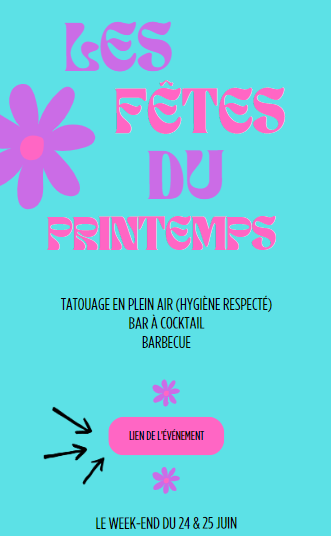 LES
FÊTES
DU
PRINTEMPS
TATOUAGE EN PLEIN AIR (HYGIÈNE RESPECTÉ)
BAR À COCKTAIL
BARBECUE
LIEN DE L'ÉVÉNEMENT
LE WEEK-END DU 24 & 25 JUIN